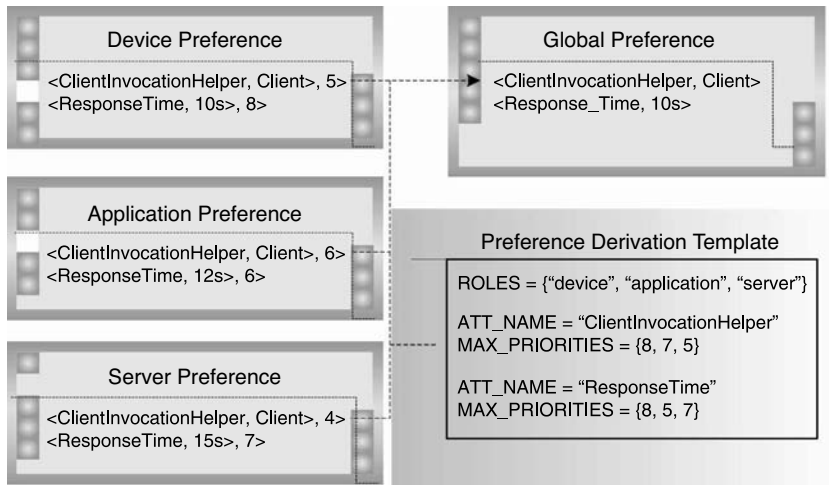 Device Preference
<ClientInvocationHelper, Client>, 5>
<ResponseTime, 10s>, 8>
Global Preference
<ClientInvocationHelper, Client>
<Response_Time, 10s>
Application Preference
<ClientInvocationHelper, Client>, 6>
<ResponseTime, 12s>, 6>
Server Preference
<ClientInvocationHelper, Client>, 4>
<ResponseTime, 15s>, 7>
Preference Derivation Template
ROLES = {“device”, “application”, “server”}
ATT_NAME = “ClientInvocationHelper”
MAX_PRIORITIES = {8, 7, 5}
ATT_NAME = “ResponseTime”
MAX_PRIORITIES = {8, 5, 7}